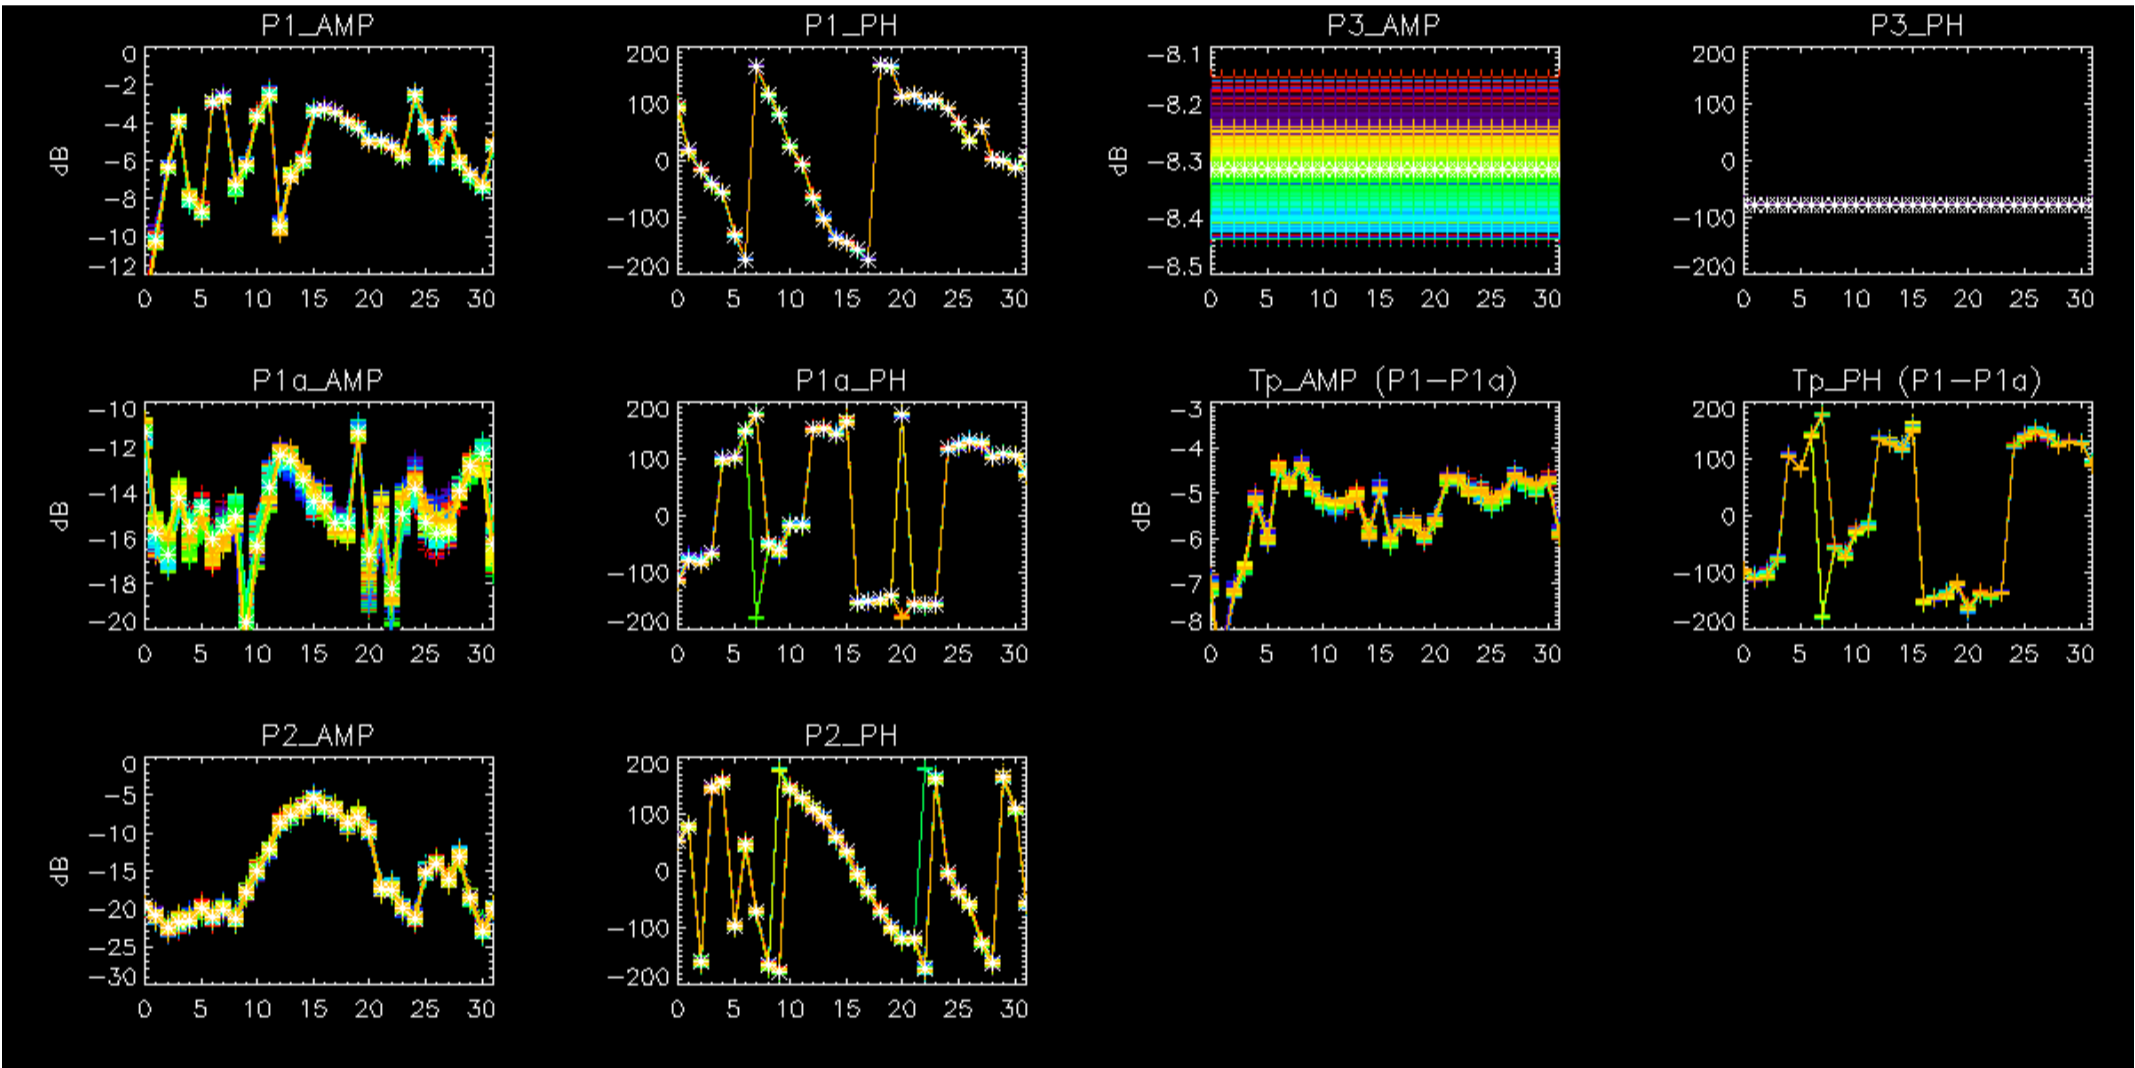 P1_AMP
P1_PH
P3_AMP
P3_PH
dB
0
−2
−4
−6
−8
−10
−12
0 5 10 15 20 25 30
200
100
0
−100
−200
0 5 10 15 20 25 30
dB
−8.1
−8.2
−8.3
−8.4
−8.5
0 5 10 15 20 25 30
200
100
0
−100
−200
0 5 10 15 20 25 30
P1a_AMP
P1a_PH
Tp_AMP (P1−P1a)
Tp_PH (P1−P1a)
dB
−10
−12
−14
−16
−18
−20
0 5 10 15 20 25 30
200
100
0
−100
−200
0 5 10 15 20 25 30
dB
−3
−4
−5
−6
−7
−8
0 5 10 15 20 25 30
200
100
0
−100
−200
0 5 10 15 20 25 30
P2_AMP
P2_PH
dB
0
−5
−10
−15
−20
−25
−30
0 5 10 15 20 25 30
200
100
0
−100
−200
0 5 10 15 20 25 30